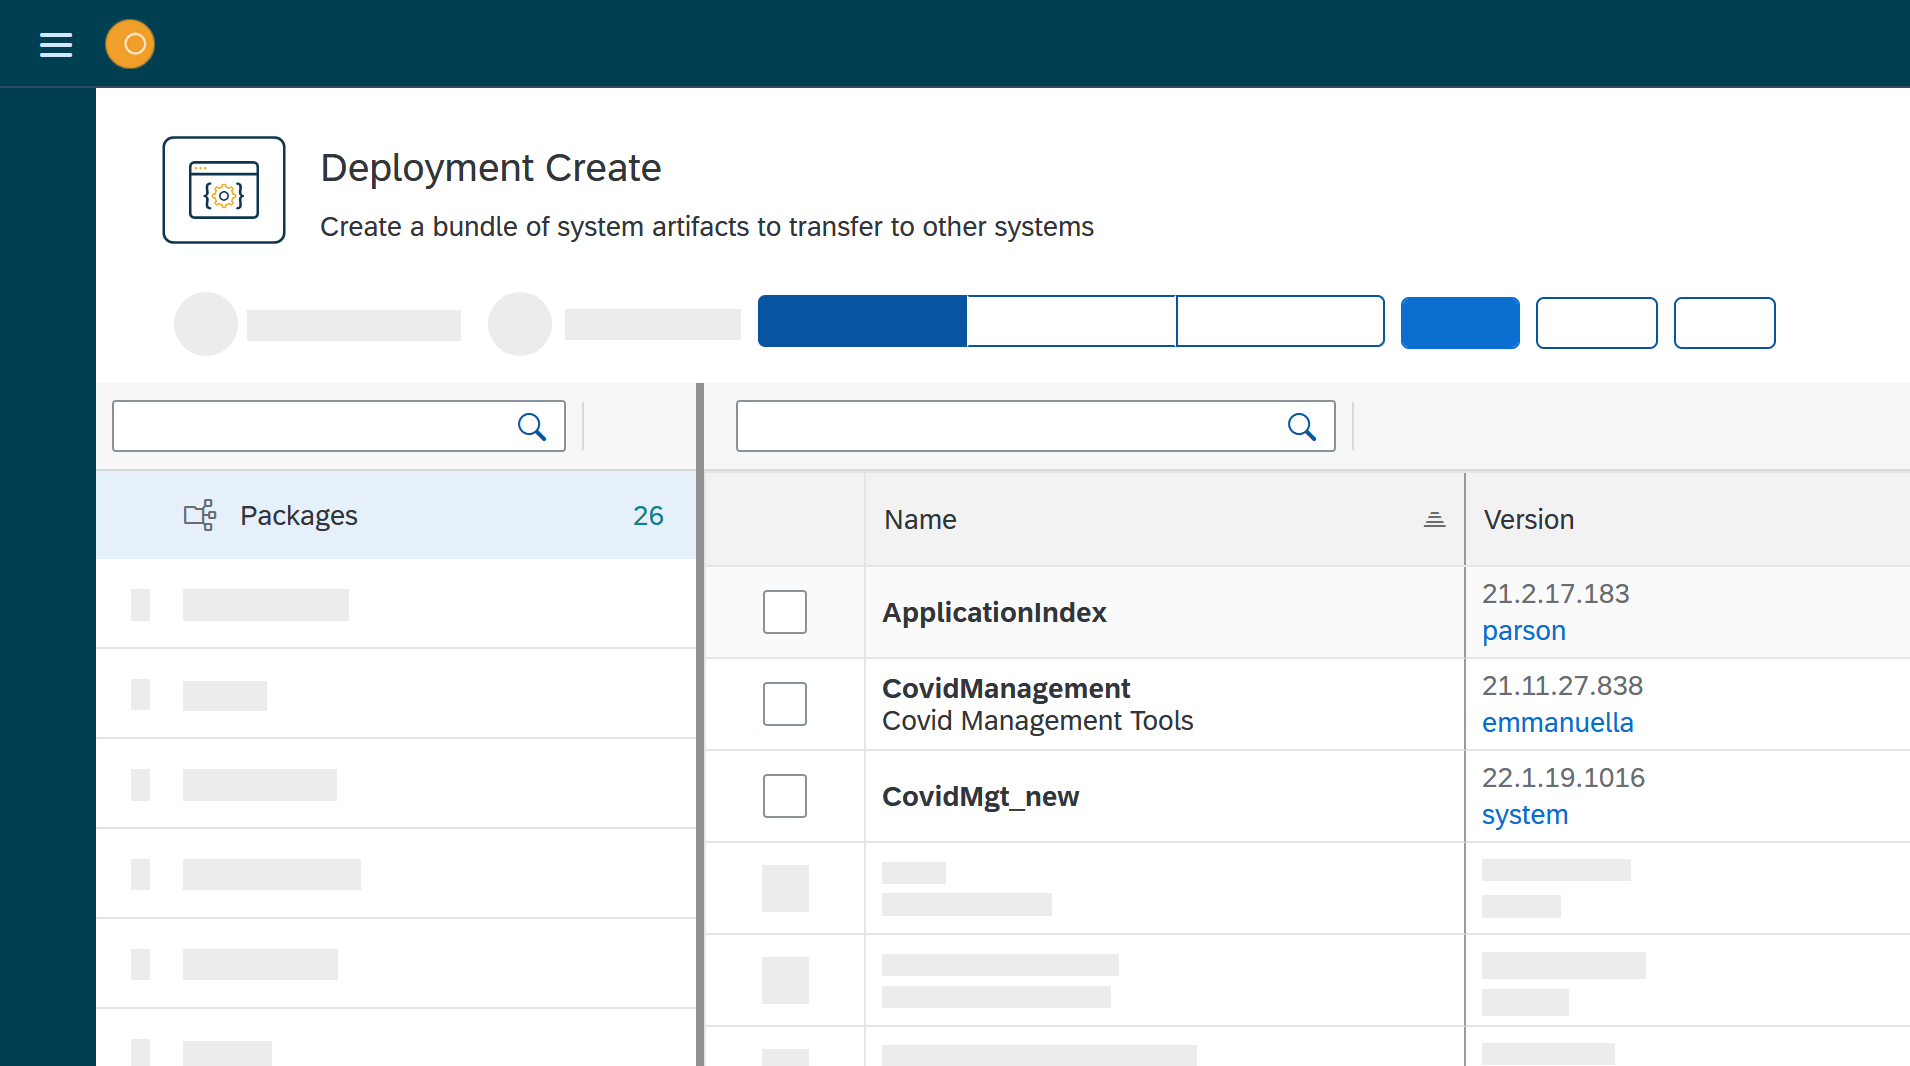 Deployment Create
Create a bundle of system artifacts to transfer to other systems
Packages 26
Name Version
ApplicationIndex 21.2.17.183
parson
CovidManagement 21.11.27.838
Covid Management Tools emmanuella
CovidMgt_new 22.1.19.1016
system